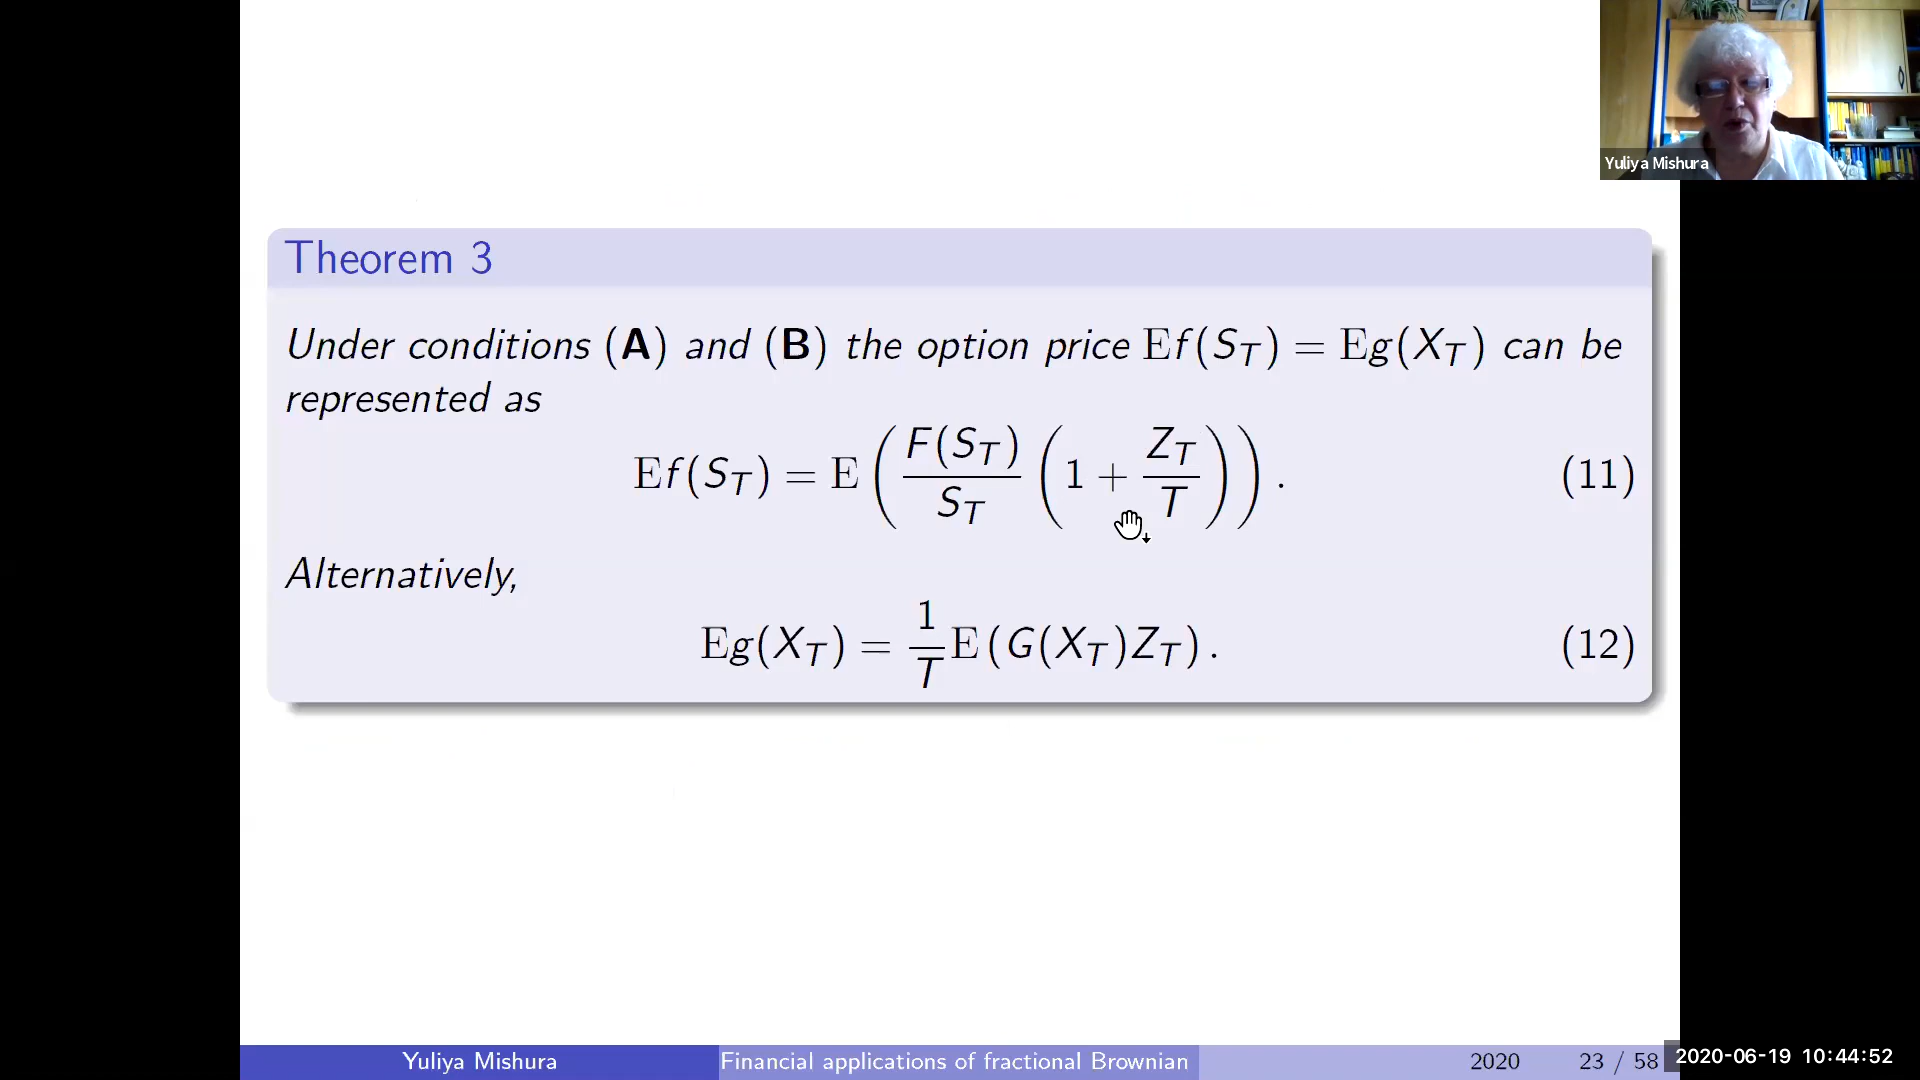 Yuliya Mishura
Theorem 3
Under conditions (A) and (B) the option price Ef(S_T) = Eg(X_T) can be
represented as
Ef(S_T) = E ( F(S_T) / S_T ( 1 + Z_T / T ) ) . (11)
Alternatively,
Eg(X_T) = 1/T E (G(X_T)Z_T) . (12)
Yuliya Mishura Financial applications of fractional Brownian 2020 23 / 58 2020-06-19 10:44:52